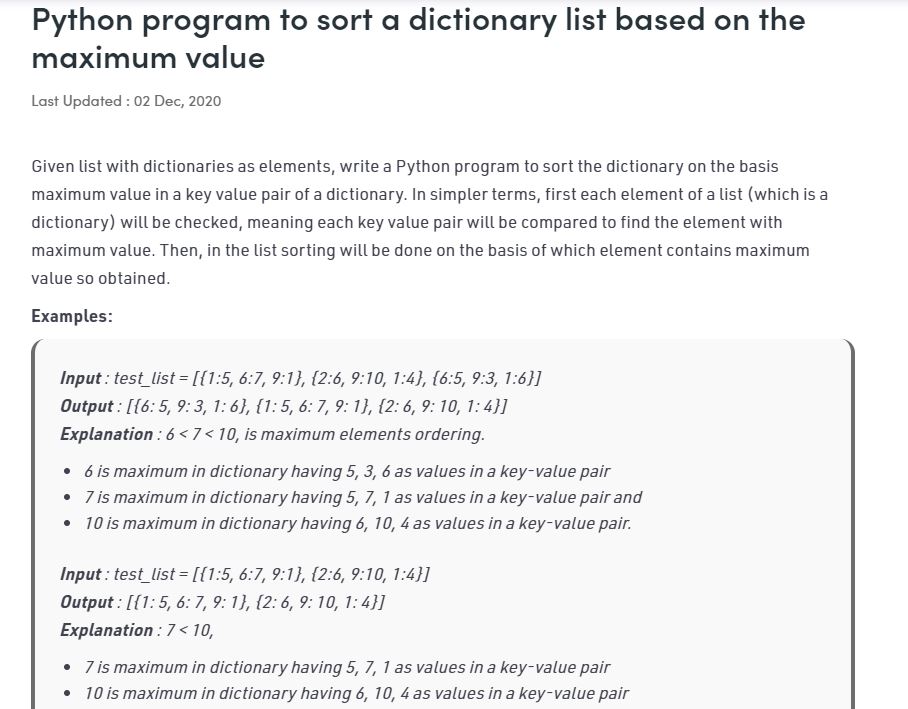 Python program to sort a dictionary list based on the
maximum value
Last Updated : 02 Dec, 2020
Given list with dictionaries as elements, write a Python program to sort the dictionary on the basis
maximum value in a key value pair of a dictionary. In simpler terms, first each element of a list (which is a
dictionary) will be checked, meaning each key value pair will be compared to find the element with
maximum value. Then, in the list sorting will be done on the basis of which element contains maximum
value so obtained.
Examples:
Input : test_list = [{1:5, 6:7, 9:1}, {2:6, 9:10, 1:4}, {6:5, 9:3, 1:6}]
Output : [{6: 5, 9: 3, 1: 6}, {1: 5, 6: 7, 9: 1}, {2: 6, 9: 10, 1: 4}]
Explanation : 6 < 7 < 10, is maximum elements ordering.
• 6 is maximum in dictionary having 5, 3, 6 as values in a key-value pair
• 7 is maximum in dictionary having 5, 7, 1 as values in a key-value pair and
• 10 is maximum in dictionary having 6, 10, 4 as values in a key-value pair.
Input : test_list = [{1:5, 6:7, 9:1}, {2:6, 9:10, 1:4}]
Output : [{1: 5, 6: 7, 9: 1}, {2: 6, 9: 10, 1: 4}]
Explanation : 7 < 10,
• 7 is maximum in dictionary having 5, 7, 1 as values in a key-value pair
• 10 is maximum in dictionary having 6, 10, 4 as values in a key-value pair